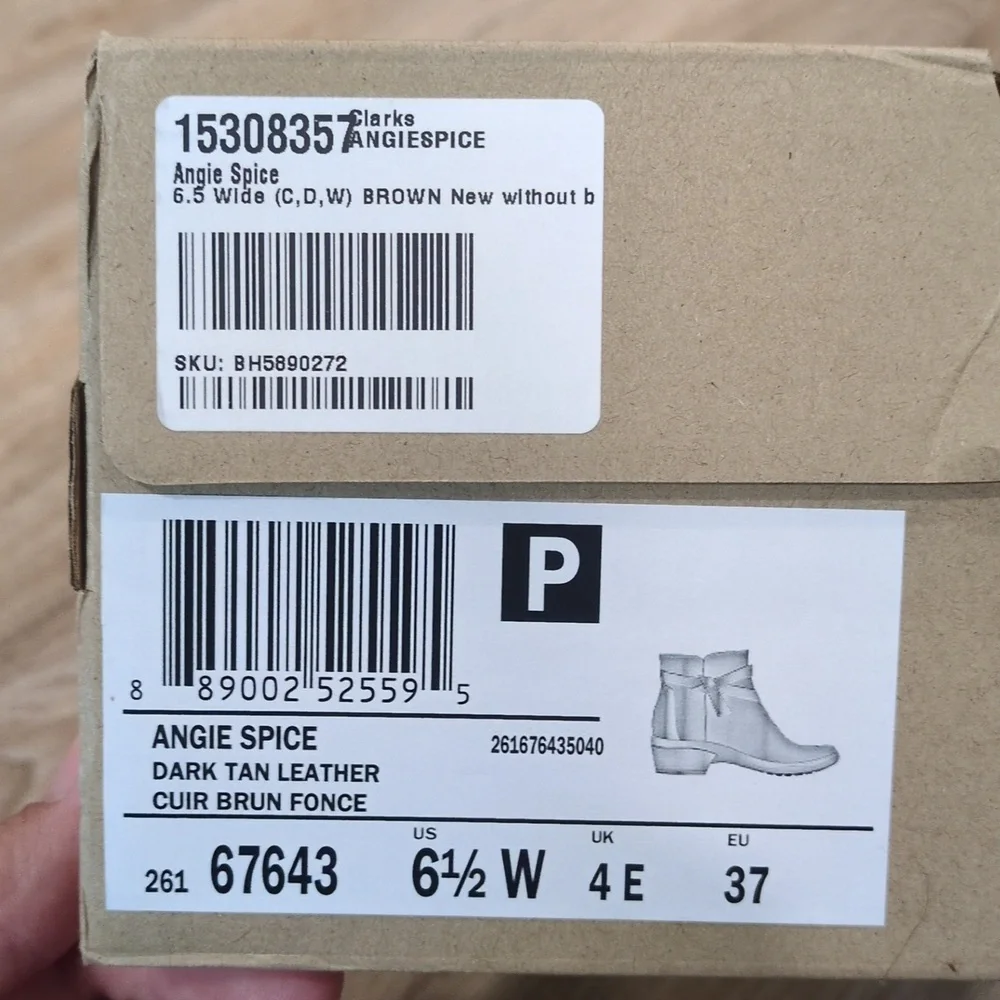 15308357 Clarks
ANGIESPICE
Angie Spice
6.5 Wide (C,D,W) BROWN New without b
SKU: BH5890272
P
8 89002 52559 5
ANGIE SPICE
261676435040
DARK TAN LEATHER
CUIR BRUN FONCE
US UK EU
261 67643 6½ W 4 E 37